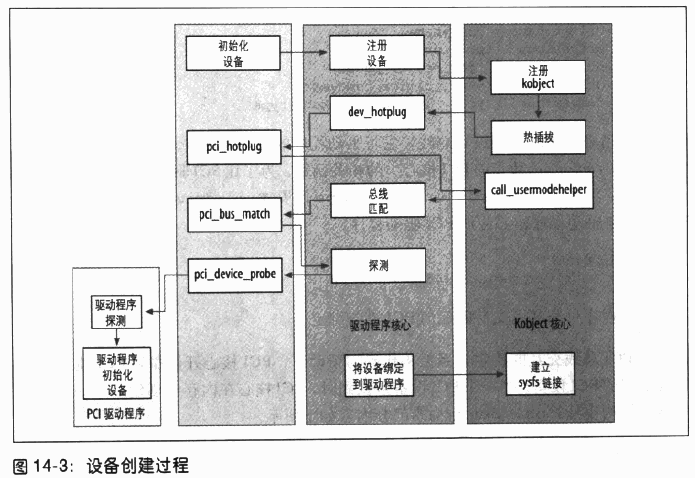 初始化
设备
注册
设备
注册
kobject
dev_hotplug
热插拔
pci_hotplug
call_usermodehelper
总线
匹配
pci_bus_match
探测
pci_device_probe
驱动程序
探测
驱动程序
初始化
设备
PCI 驱动程序
驱动程序核心
Kobject 核心
将设备绑定
到驱动程序
建立
sysfs 链接
图 14-3：设备创建过程